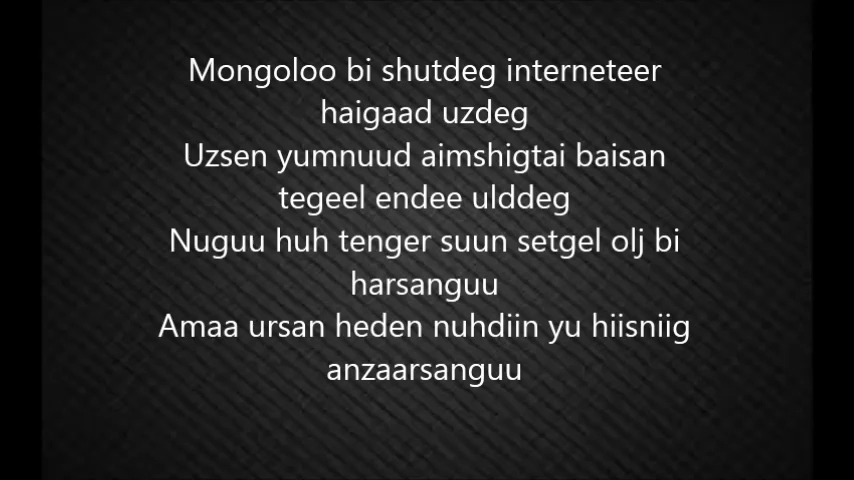 Mongoloo bi shutdeg interneteer
haigaad uzdeg
Uzsen yumnuud aimshigtai baisan
tegeel endee ulddeg
Nuguu huh tenger suun setgel olj bi
harsanguu
Amaa ursan heden nuhdiin yu hiisniig
anzaarsanguu